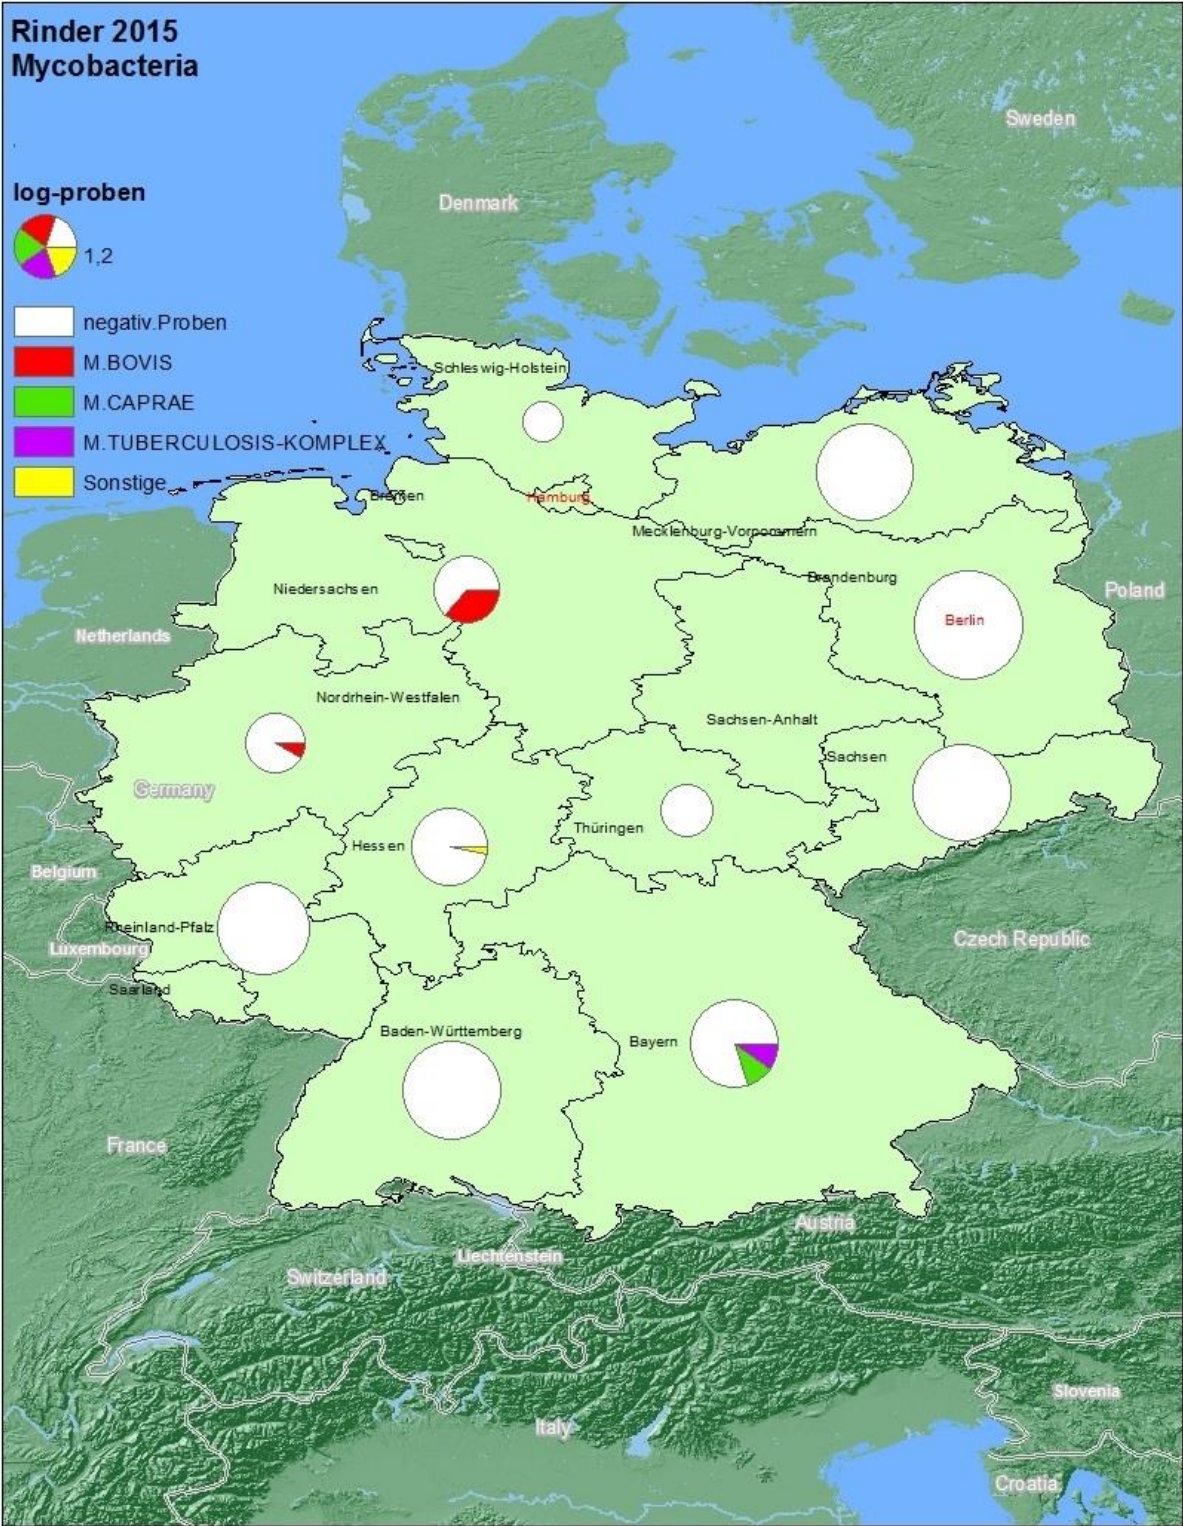 Rinder 2015
Mycobacteria
log-proben
1,2
negativ.Proben
M.BOVIS
M.CAPRAE
M.TUBERCULOSIS-KOMPLEX
Sonstige
Sweden
Denmark
Schleswig-Holstein
Bremen
Hamburg
Mecklenburg-Vorpommern
Brandenburg
Niedersachsen
Poland
Berlin
Netherlands
Nordrhein-Westfalen
Sachsen-Anhalt
Sachsen
Germany
Thüringen
Hessen
Belgium
Rheinland-Pfalz
Luxembourg
Czech Republic
Saarland
Baden-Württemberg
Bayern
France
Austria
Liechtenstein
Switzerland
Slovenia
Italy
Croatia